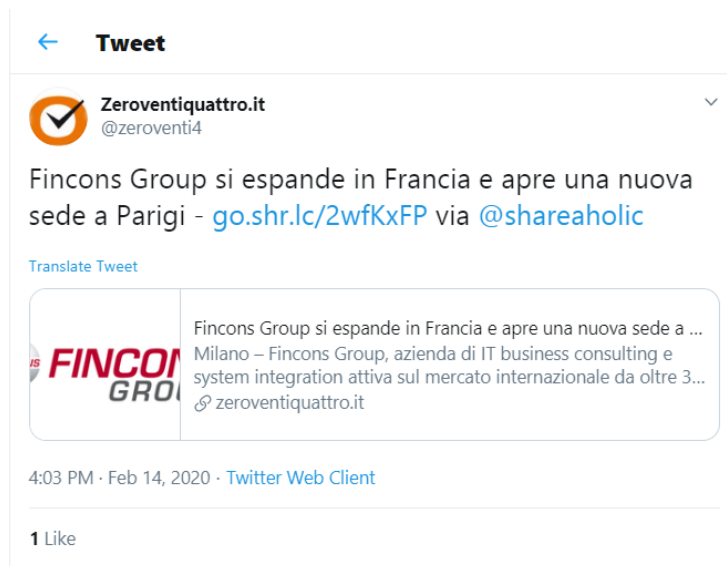 Tweet
Zeroventiquattro.it
@zeroventi4
Fincons Group si espande in Francia e apre una nuova
sede a Parigi - go.shr.lc/2wfKxFP via @shareaholic
Translate Tweet
US FINCON
GROU
Fincons Group si espande in Francia e apre una nuova sede a ...
Milano – Fincons Group, azienda di IT business consulting e
system integration attiva sul mercato internazionale da oltre 3...
zeroventiquattro.it
4:03 PM · Feb 14, 2020 · Twitter Web Client
1 Like